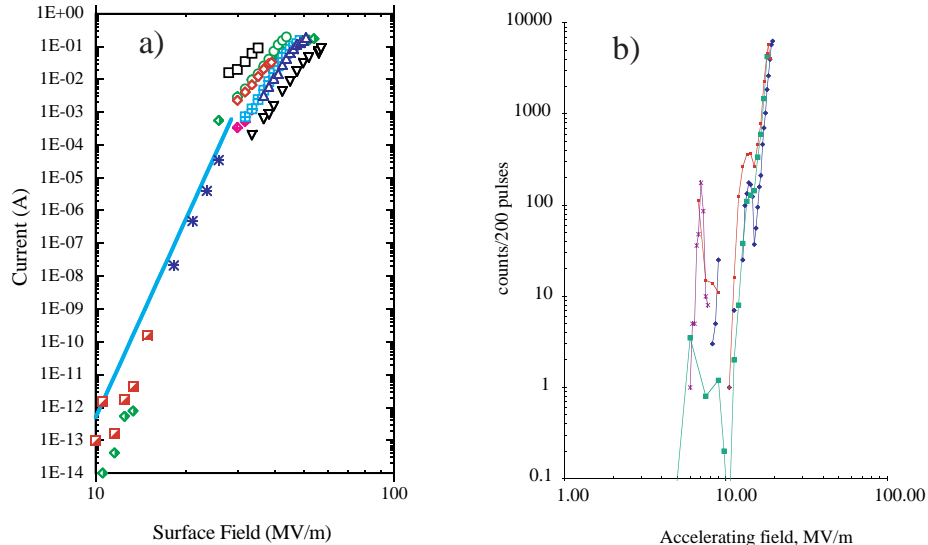 a)
1E+00
1E-01
1E-02
1E-03
1E-04
1E-05
1E-06
1E-07
1E-08
1E-09
1E-10
1E-11
1E-12
1E-13
1E-14
Current (A)
10
100
Surface Field (MV/m)
b)
10000
1000
100
10
1
0.1
counts/200 pulses
1.00
10.00
100.00
Accelerating field, MV/m